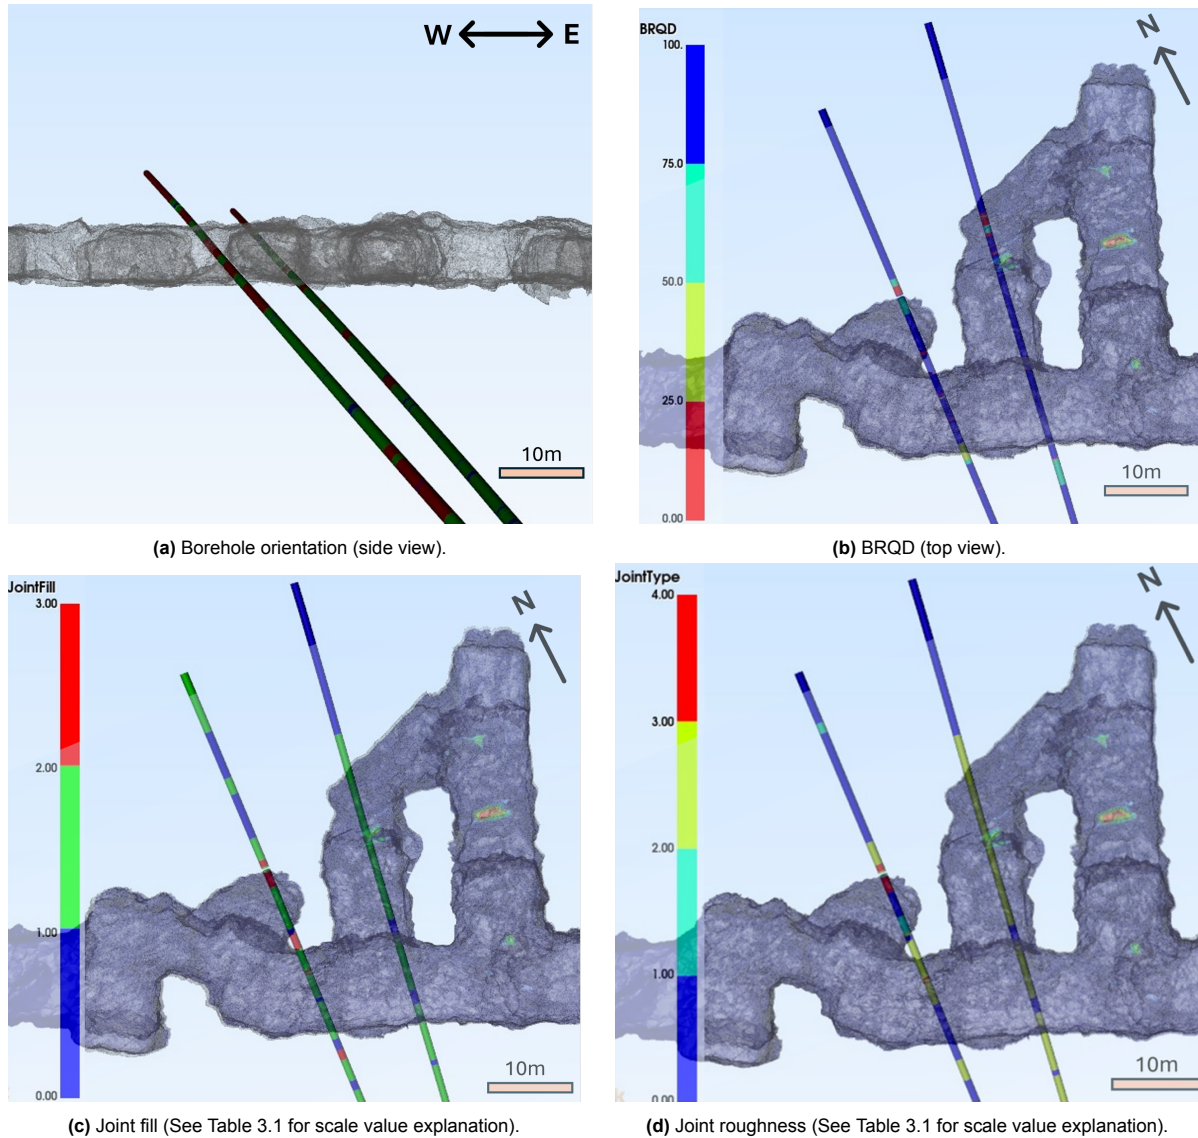 W E
10m
(a) Borehole orientation (side view).
BRQD
100.
75.0
50.0
25.0
0.00
N
10m
(b) BRQD (top view).
JointFill
3.00
2.00
1.00
0.00
N
10m
(c) Joint fill (See Table 3.1 for scale value explanation).
JointType
4.00
3.00
2.00
1.00
0.00
N
10m
(d) Joint roughness (See Table 3.1 for scale value explanation).